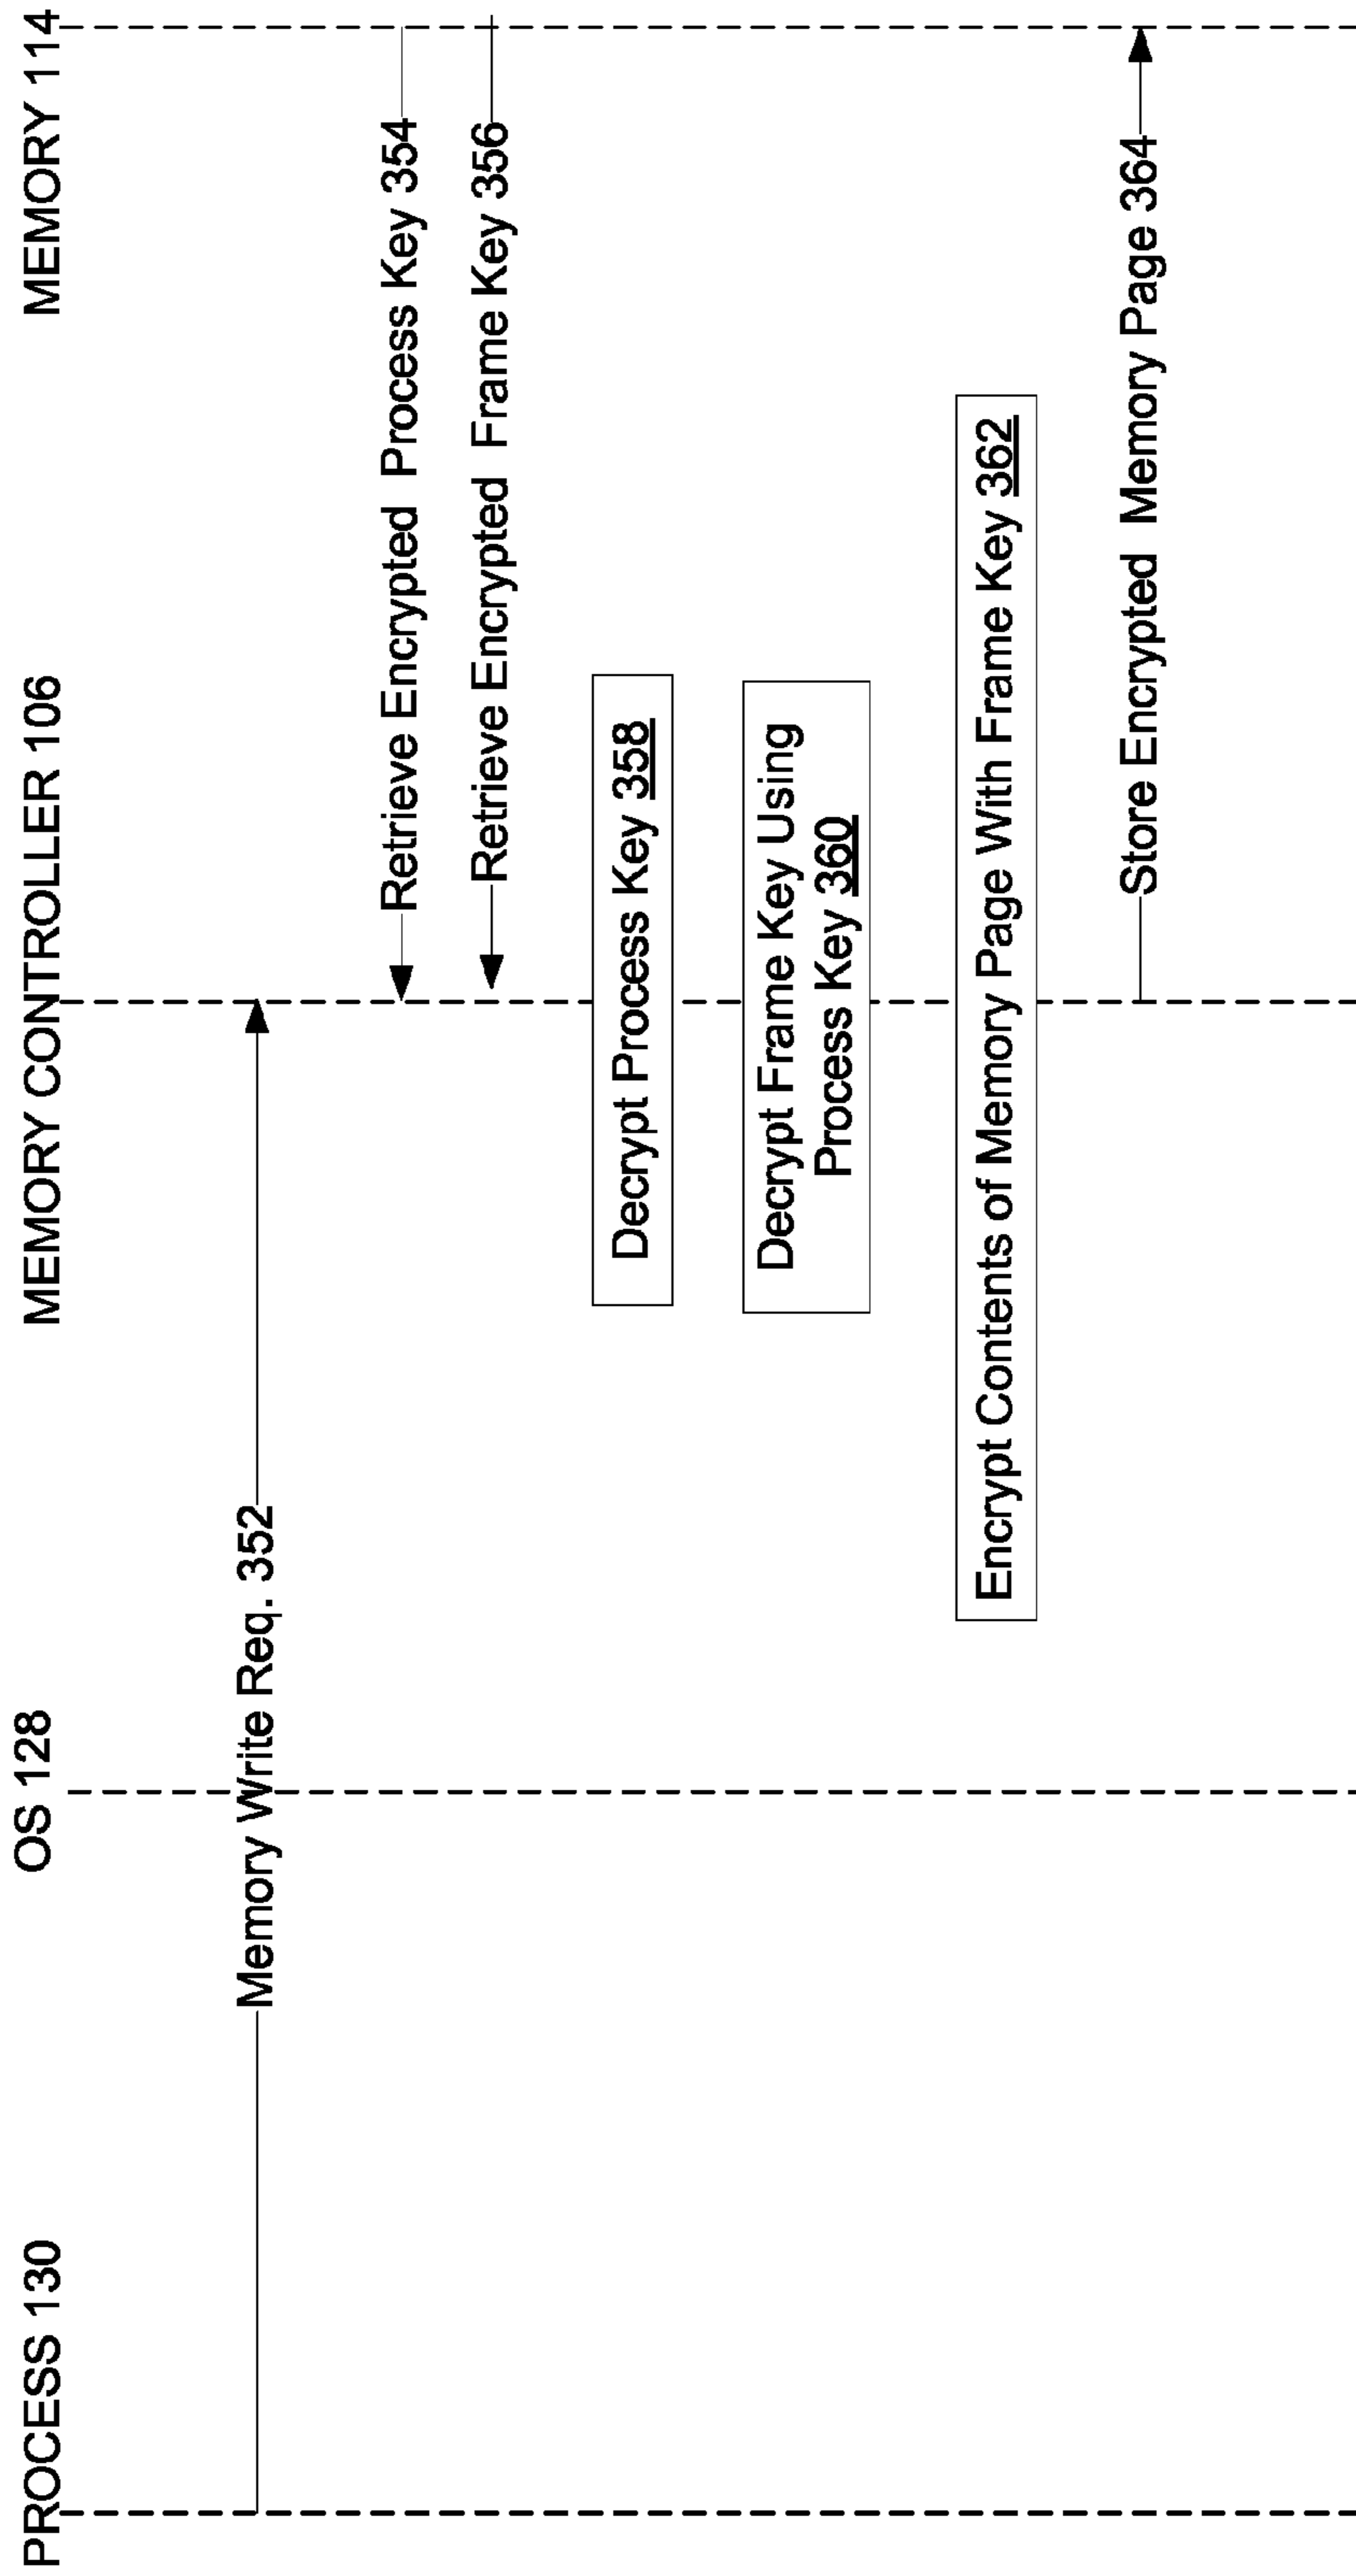 PROCESS 130
OS 128
MEMORY CONTROLLER 106
MEMORY 114
Memory Write Req. 352
Retrieve Encrypted Process Key 354
Retrieve Encrypted Frame Key 356
Decrypt Process Key 358
Decrypt Frame Key Using
Process Key 360
Encrypt Contents of Memory Page With Frame Key 362
Store Encrypted Memory Page 364